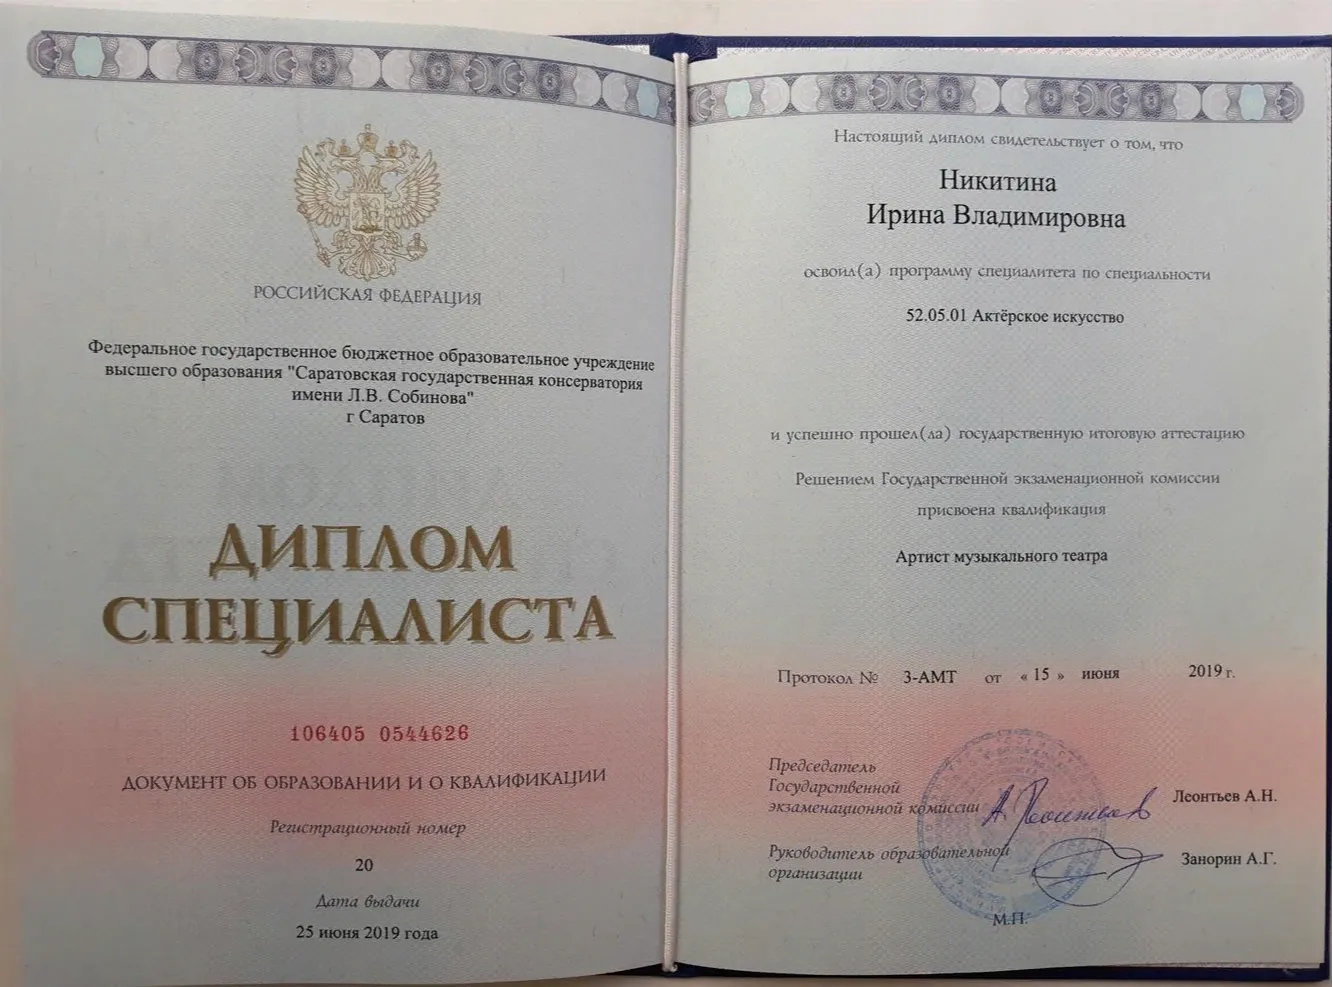 РОССИЙСКАЯ ФЕДЕРАЦИЯ
Федеральное государственное бюджетное образовательное учреждение
высшего образования "Саратовская государственная консерватория
имени Л.В. Собинова"
г Саратов
ДИПЛОМ
СПЕЦИАЛИСТА
106405 0544626
ДОКУМЕНТ ОБ ОБРАЗОВАНИИ И О КВАЛИФИКАЦИИ
Регистрационный номер
20
Дата выдачи
25 июня 2019 года
Настоящий диплом свидетельствует о том, что
Никитина
Ирина Владимировна
освоил(а) программу специалитета по специальности
52.05.01 Актёрское искусство
и успешно прошел(ла) государственную итоговую аттестацию
Решением Государственной экзаменационной комиссии
присвоена квалификация
Артист музыкального театра
Протокол № 3-АМТ от «15» июня 2019 г.
Председатель
Государственной
экзаменационной комиссии Леонтьев А.Н.
Руководитель образовательной
организации Занорин А.Г.
М.П.